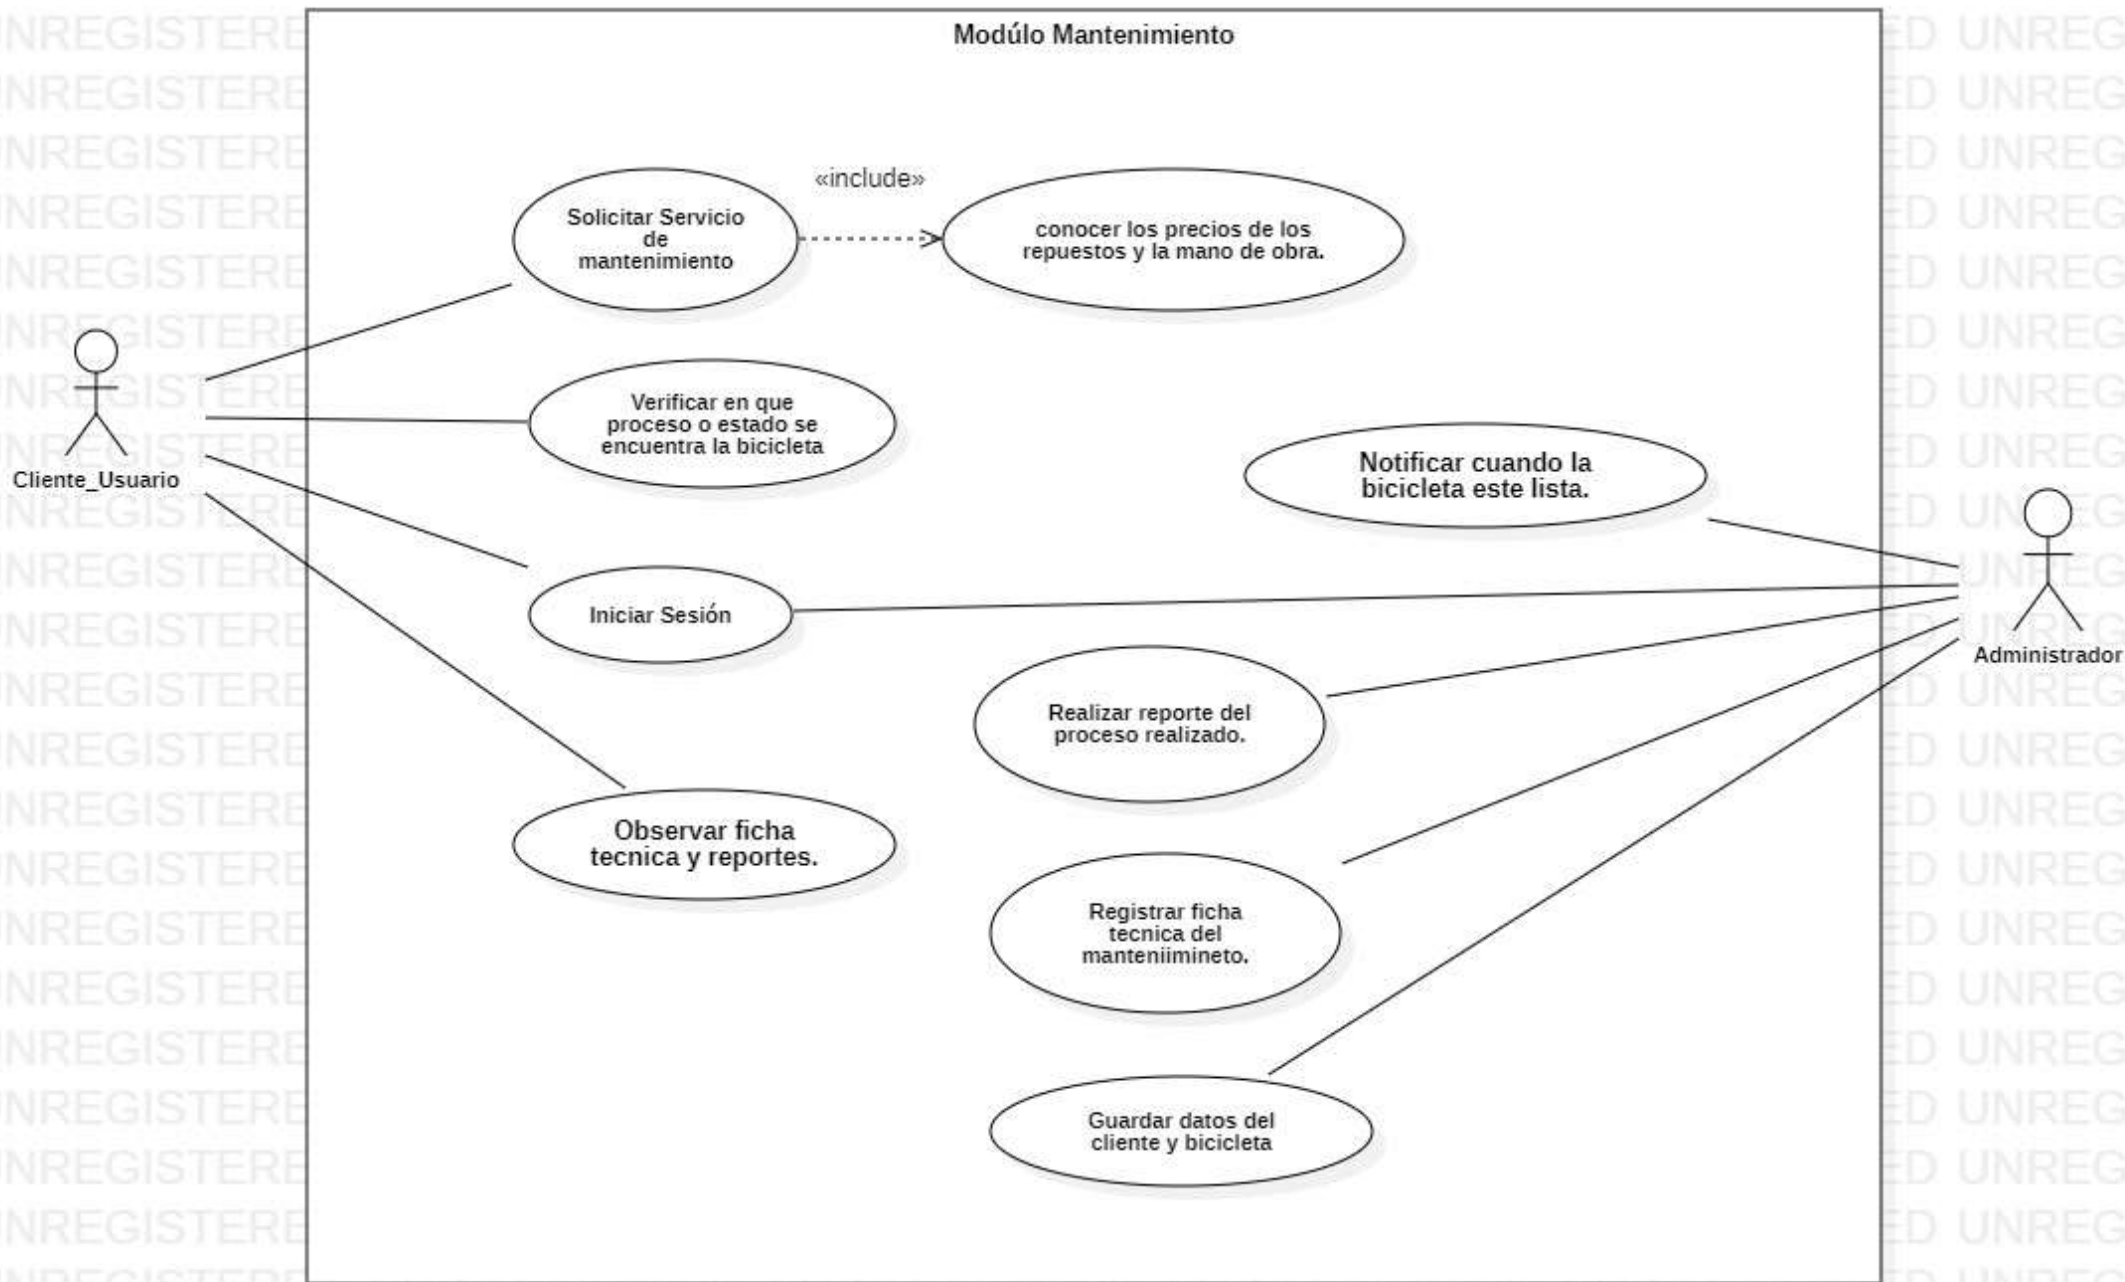 Modúlo Mantenimiento
«include»
Solicitar Servicio
de
mantenimiento
conocer los precios de los
repuestos y la mano de obra.
Verificar en que
proceso o estado se
encuentra la bicicleta
Cliente_Usuario
Notificar cuando la
bicicleta este lista.
Iniciar Sesión
Administrador
Realizar reporte del
proceso realizado.
Observar ficha
tecnica y reportes.
Registrar ficha
tecnica del
manteniimineto.
Guardar datos del
cliente y bicicleta